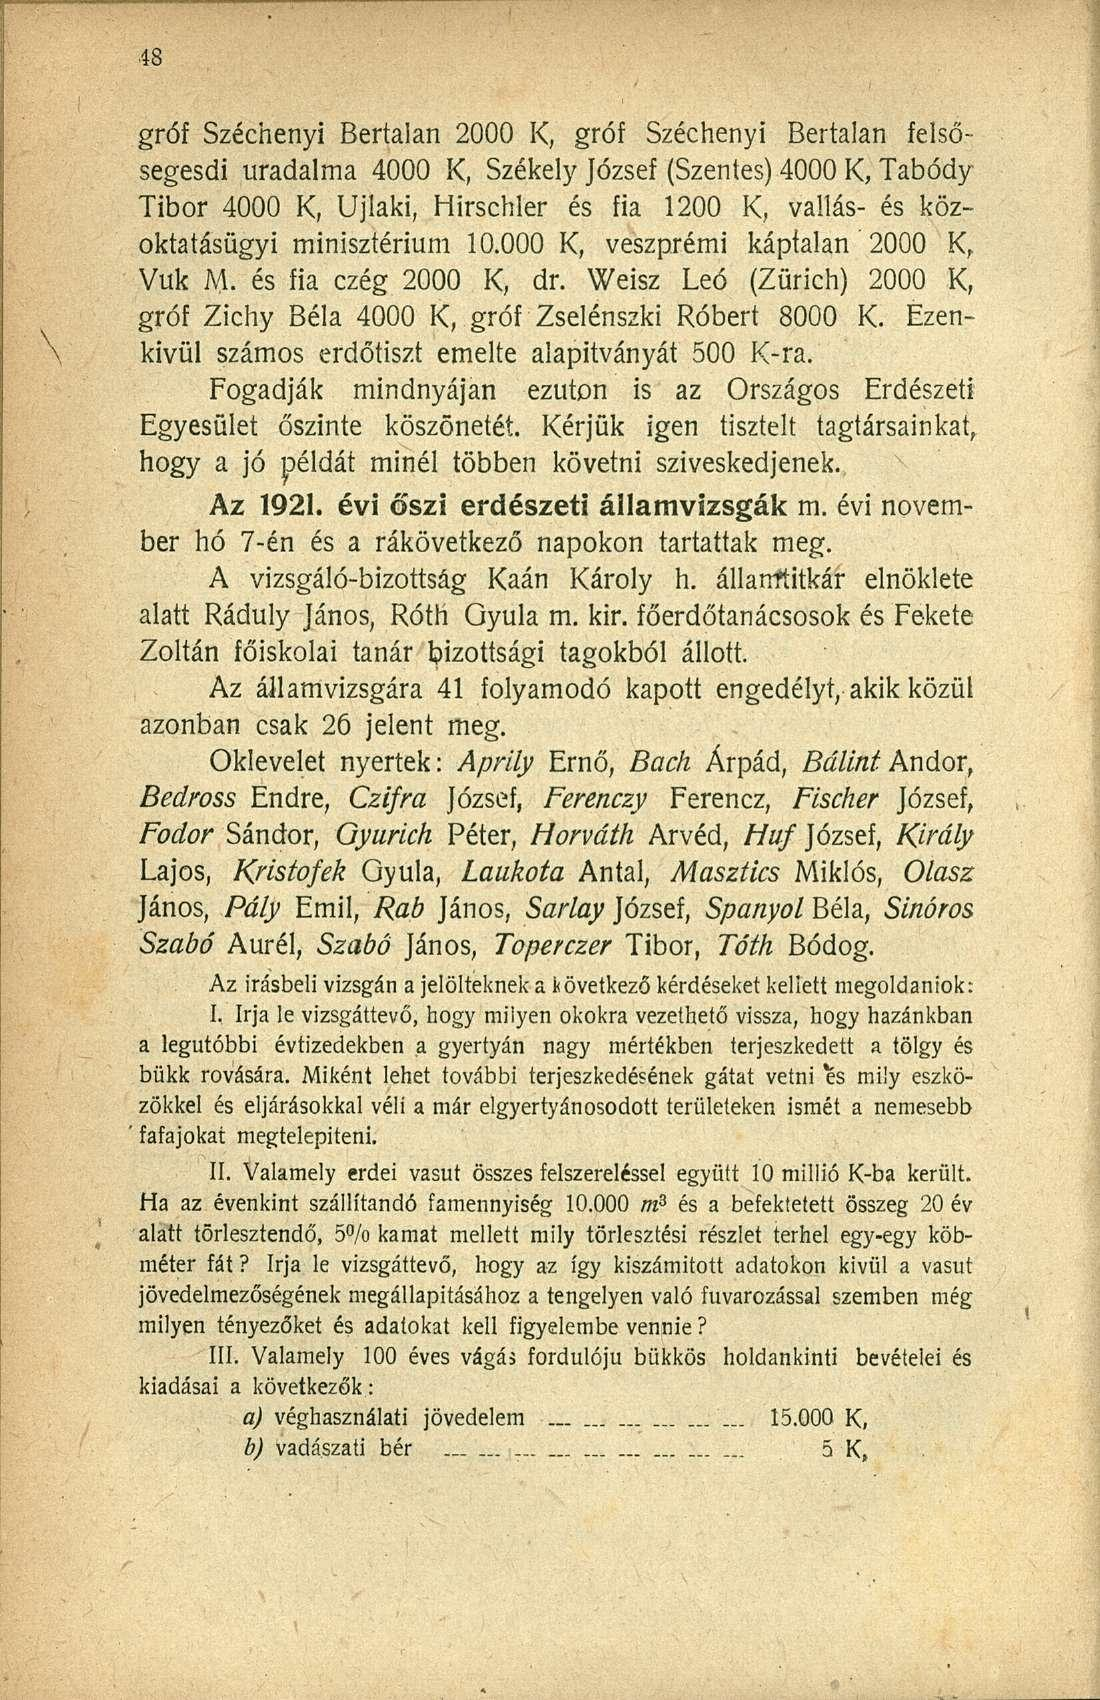 48
gróf Széchenyi Bertalan 2000 K, gróf Széchenyi Bertalan felső-
segesdi uradalma 4000 K, Székely József (Szentes) 4000 K, Tabódy
Tibor 4000 K, Ujlaki, Hirschler és fia 1200 K, vallás- és köz-
oktatásügyi minisztérium 10.000 K, veszprémi káptalan 2000 K,
Vuk M. és fia czég 2000 K, dr. Weisz Leó (Zürich) 2000 K,
gróf Zichy Béla 4000 K, gróf Zselénszki Róbert 8000 K. Ezen-
kivül számos erdőtiszt emelte alapitványát 500 K-ra.
Fogadják mindnyájan ezuton is az Országos Erdészeti
Egyesület őszinte köszönetét. Kérjük igen tisztelt tagtársainkat,
hogy a jó példát minél többen követni sziveskedjenek.
Az 1921. évi őszi erdészeti államvizsgák m. évi novem-
ber hó 7-én és a rákövetkező napokon tartattak meg.
A vizsgáló-bizottság Kaán Károly h. államtitkár elnöklete
alatt Ráduly János, Róth Gyula m. kir. főerdőtanácsosok és Fekete
Zoltán főiskolai tanár bizottsági tagokból állott.
Az államvizsgára 41 folyamodó kapott engedélyt, akik közül
azonban csak 26 jelent meg.
Oklevelet nyertek: Aprily Ernő, Bach Árpád, Bálint Andor,
Bedross Endre, Czifra József, Ferenczy Ferencz, Fischer József,
Fodor Sándor, Gyurich Péter, Horváth Arvéd, Huf József, Király
Lajos, Kristofek Gyula, Laukota Antal, Masztics Miklós, Olasz
János, Pály Emil, Rab János, Sarlay József, Spanyol Béla, Sinóros
Szabó Aurél, Szabó János, Toperczer Tibor, Tóth Bódog.
Az irásbeli vizsgán a jelölteknek a következő kérdéseket kellett megoldaniok:
I. Irja le vizsgáttevő, hogy milyen okokra vezethető vissza, hogy hazánkban
a legutóbbi évtizedekben a gyertyán nagy mértékben terjeszkedett a tölgy és
bükk rovására. Miként lehet további terjeszkedésének gátat vetni és mily eszkö-
zökkel és eljárásokkal véli a már elgyertyánosodott területeken ismét a nemesebb
fafajokat megtelepiteni.
II. Valamely erdei vasut összes felszereléssel együtt 10 millió K-ba került.
Ha az évenkint szállítandó famennyiség 10.000 m³ és a befektetett összeg 20 év
alatt törlesztendő, 5% kamat mellett mily törlesztési részlet terhel egy-egy köb-
méter fát? Irja le vizsgáttevő, hogy az így kiszámitott adatokon kivül a vasut
jövedelmezőségének megállapitásához a tengelyen való fuvarozással szemben még
milyen tényezőket és adatokat kell figyelembe vennie?
III. Valamely 100 éves vágás fordulóju bükkös holdankinti bevételei és
kiadásai a következők:
a) véghasználati jövedelem — — — — — — 15.000 K,
b) vadászati bér — — — — — — — — — 5 K,